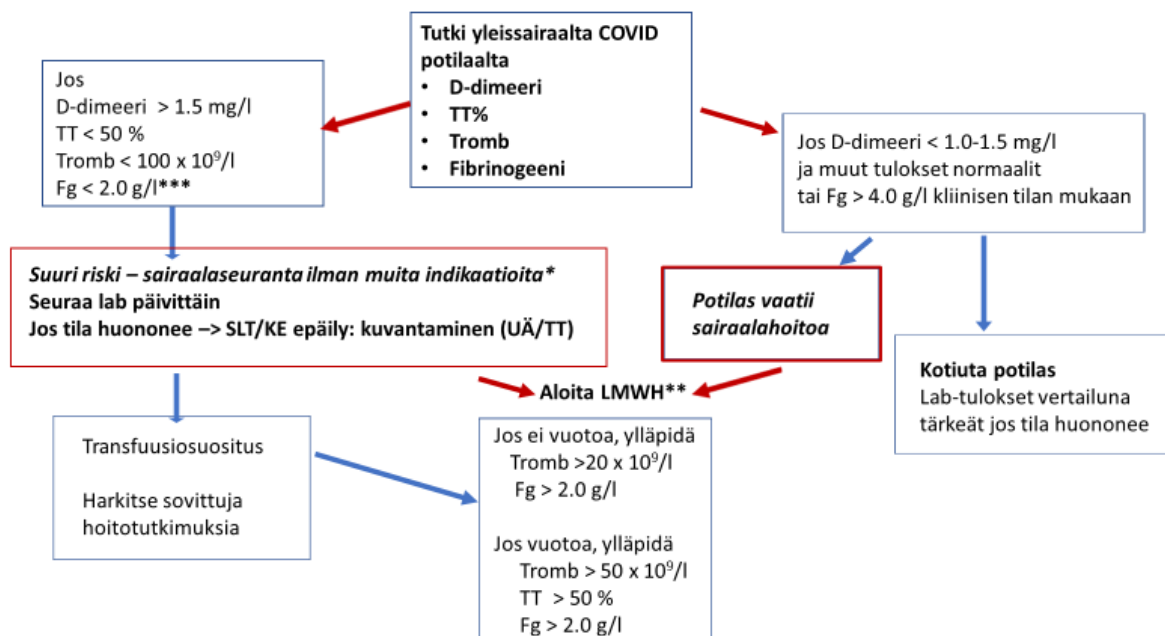 Tutki yleissairaalta COVID
potilaalta
• D-dimeeri
• TT%
• Tromb
• Fibrinogeeni
Jos
D-dimeeri > 1.5 mg/l
TT < 50 %
Tromb < 100 x 10⁹/l
Fg < 2.0 g/l***
Jos D-dimeeri < 1.0-1.5 mg/l
ja muut tulokset normaalit
tai Fg > 4.0 g/l kliinisen tilan mukaan
Suuri riski – sairaalaseuranta ilman muita indikaatioita*
Seuraa lab päivittäin
Jos tila huononee –> SLT/KE epäily: kuvantaminen (UÄ/TT)
Potilas vaatii
sairaalahoitoa
Kotiuta potilas
Lab-tulokset vertailuna
tärkeät jos tila huononee
Aloita LMWH**
Transfuusiosuositus
Harkitse sovittuja
hoitotutkimuksia
Jos ei vuotoa, ylläpidä
Tromb >20 x 10⁹/l
Fg > 2.0 g/l
Jos vuotoa, ylläpidä
Tromb > 50 x 10⁹/l
TT > 50 %
Fg > 2.0 g/l